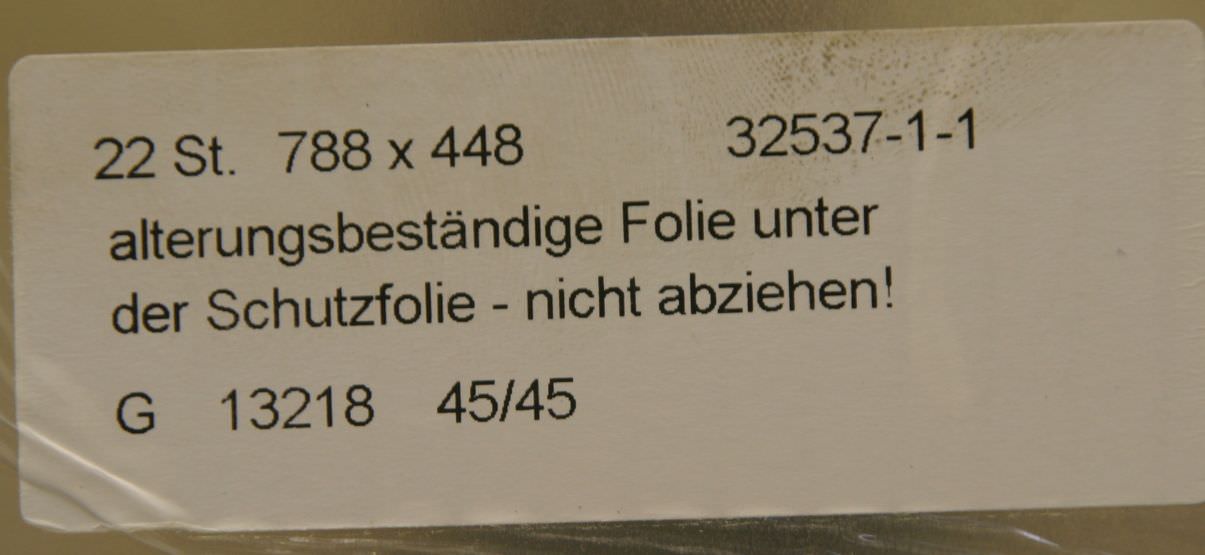 22 St. 788 x 448 32537-1-1
alterungsbeständige Folie unter
der Schutzfolie - nicht abziehen!
G 13218 45/45